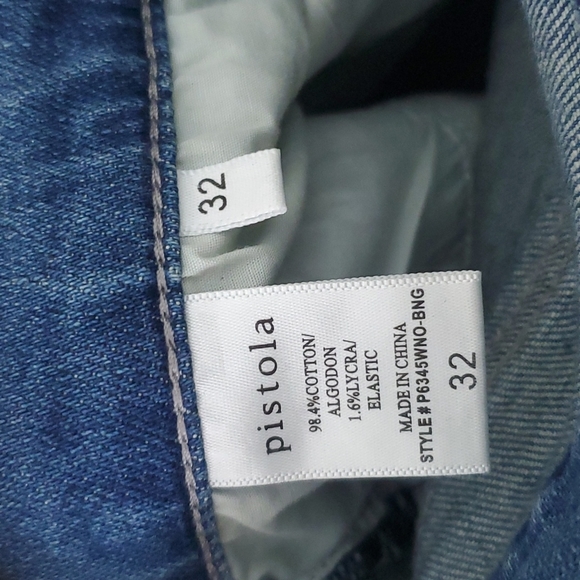 32
pistola
98.4%COTTON/
ALGODON
1.6%LYCRA/
ELASTIC
MADE IN CHINA
STYLE# P6345WNO-BNG
32